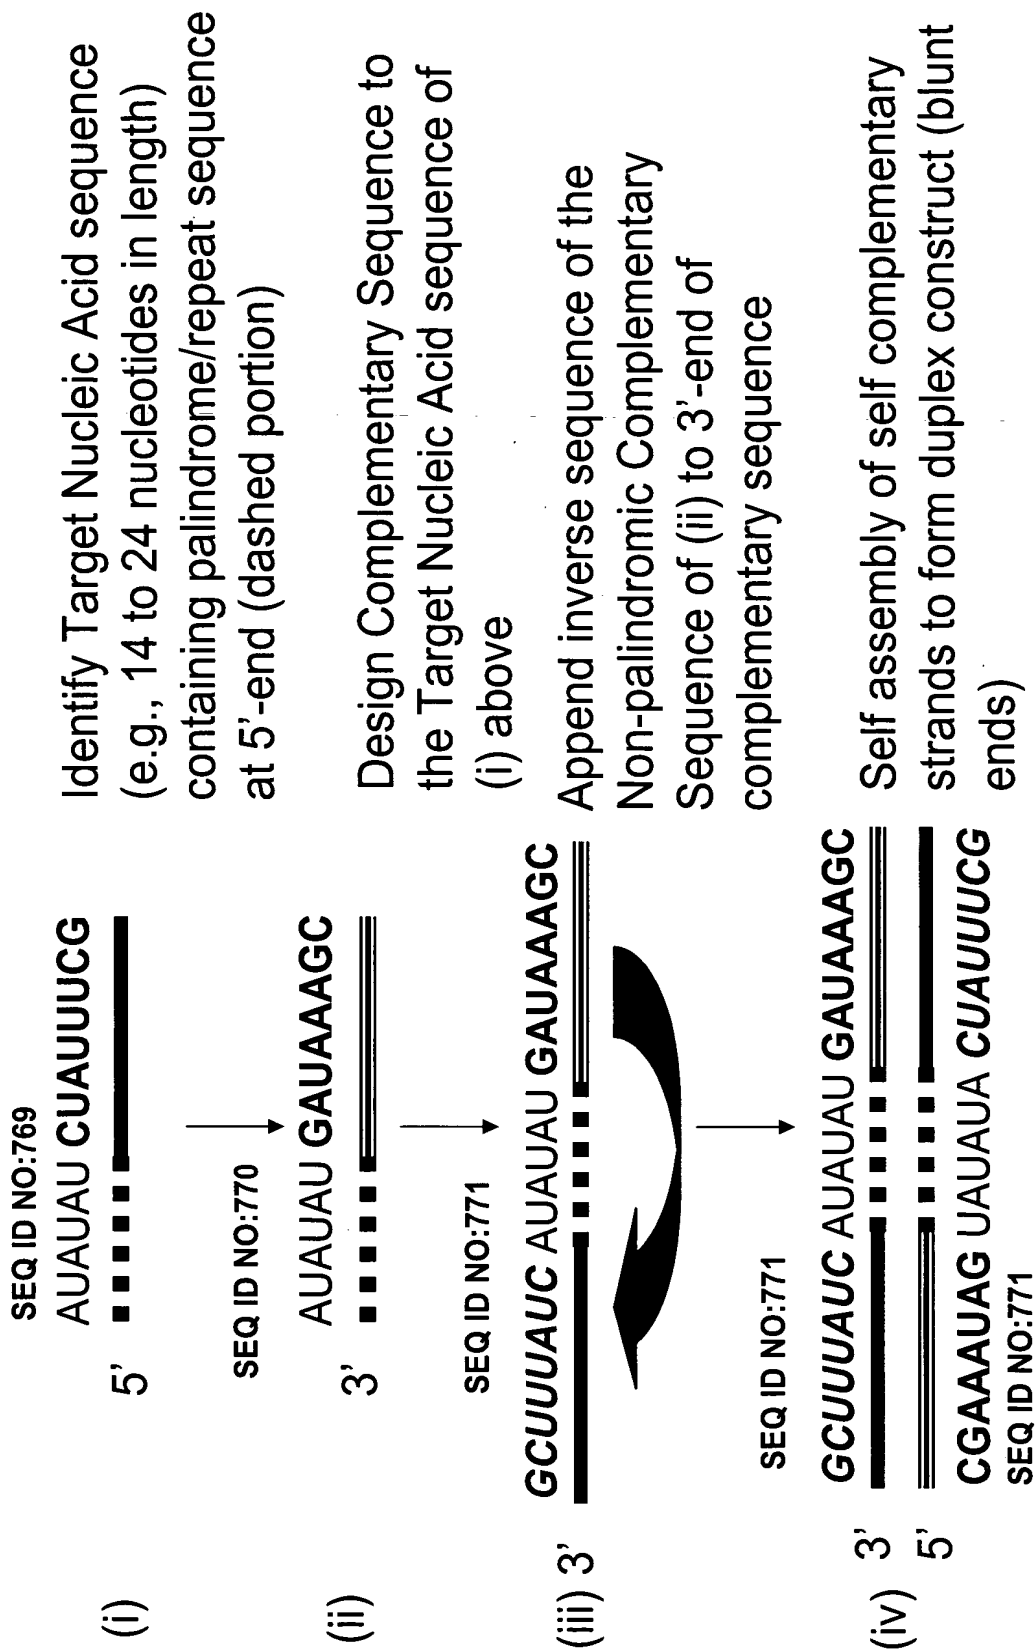 SEQ ID NO:769
(i) 5' AUAUAU CUAUUUCG
Identify Target Nucleic Acid sequence
(e.g., 14 to 24 nucleotides in length)
containing palindrome/repeat sequence
at 5'-end (dashed portion)
SEQ ID NO:770
(ii) 3' AUAUAU GAUAAAGC
Design Complementary Sequence to
the Target Nucleic Acid sequence of
(i) above
SEQ ID NO:771
(iii) 3' GCUUUAUC AUAUAU GAUAAAGC
Append inverse sequence of the
Non-palindromic Complementary
Sequence of (ii) to 3'-end of
complementary sequence
SEQ ID NO:771
(iv) 3' GCUUUAUC AUAUAU GAUAAAGC
5' CGAAAUAG UAUAUA CUAUUUCG
SEQ ID NO:771
Self assembly of self complementary
strands to form duplex construct (blunt
ends)